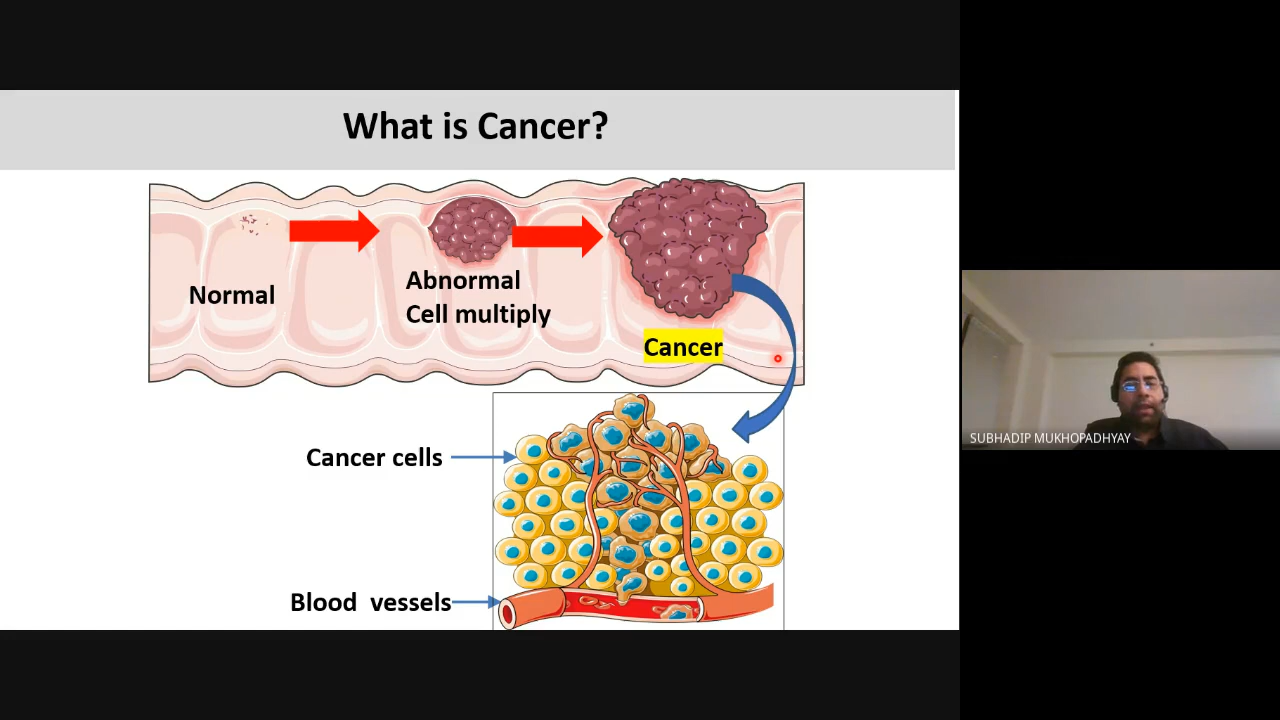 What is Cancer?
Normal
Abnormal
Cell multiply
Cancer
Cancer cells
Blood vessels
SUBHADIP MUKHOPADHYAY